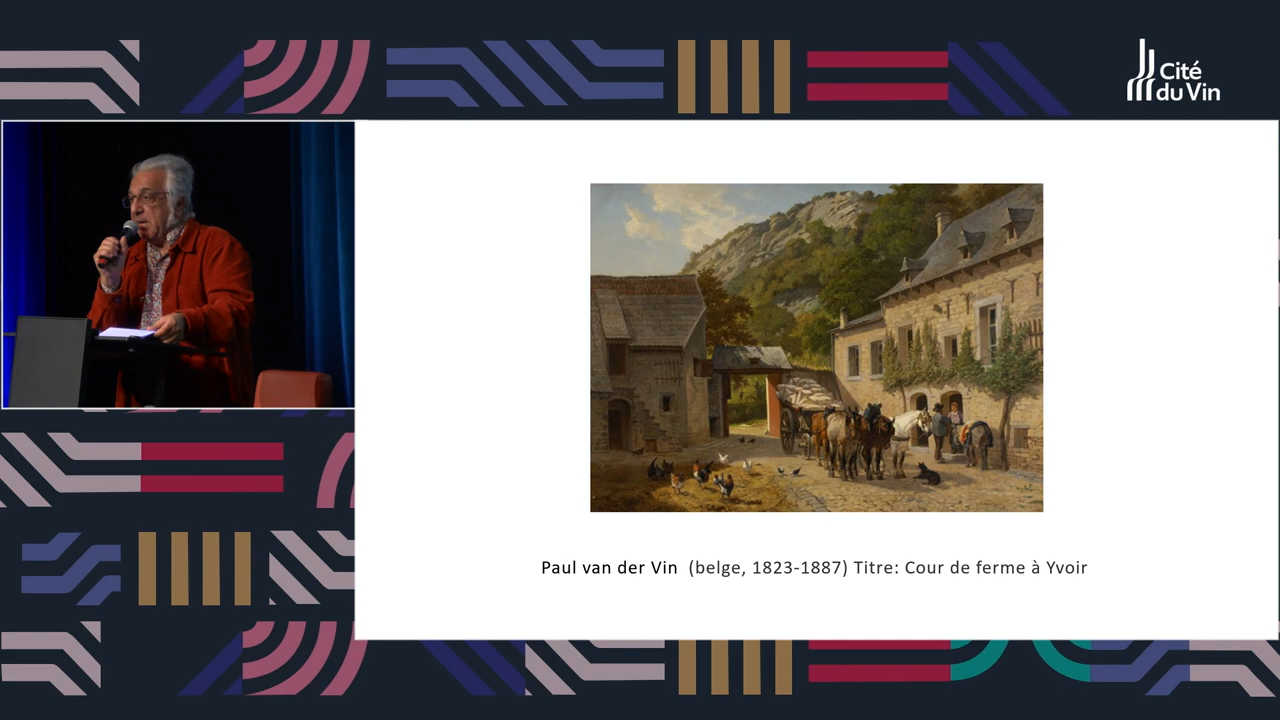 Cité
du Vin
Paul van der Vin (belge, 1823-1887) Titre: Cour de ferme à Yvoir